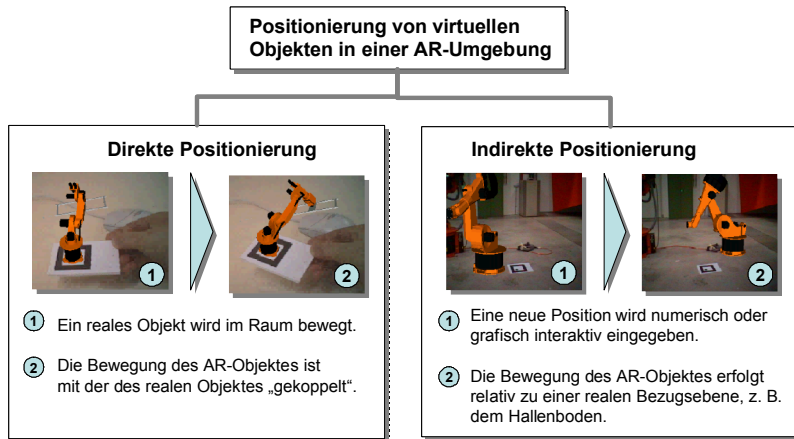 Positionierung von virtuellen
Objekten in einer AR-Umgebung
Direkte Positionierung
1
2
1 Ein reales Objekt wird im Raum bewegt.
2 Die Bewegung des AR-Objektes ist
mit der des realen Objektes „gekoppelt“.
Indirekte Positionierung
1
2
1 Eine neue Position wird numerisch oder
grafisch interaktiv eingegeben.
2 Die Bewegung des AR-Objektes erfolgt
relativ zu einer realen Bezugsebene, z. B.
dem Hallenboden.